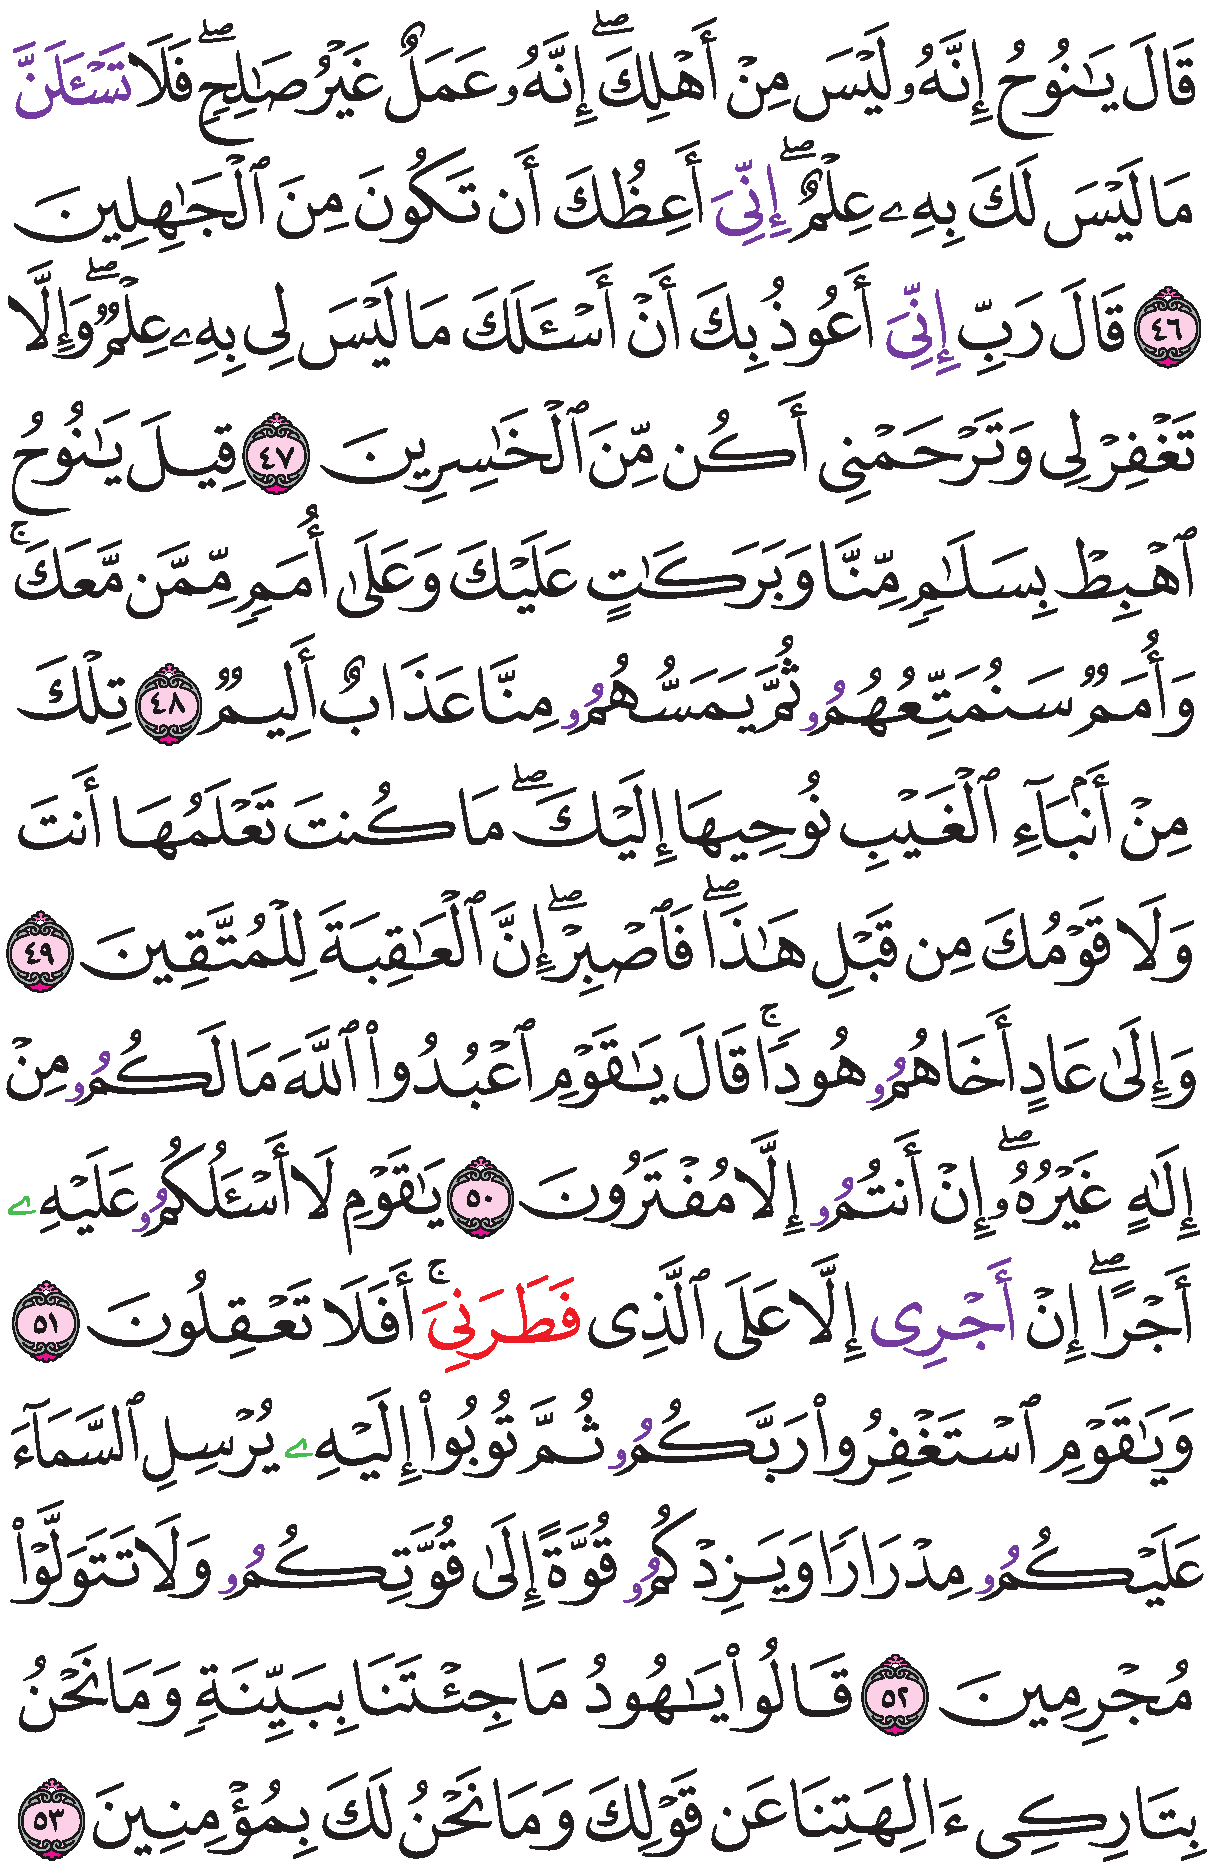 قَالَ يَـٰنُوحُ إِنَّهُۥ لَيْسَ مِنْ أَهْلِكَ ۖ إِنَّهُۥ عَمَلٌ غَيْرُ صَـٰلِحٍ ۖ فَلَا تَسْـَٔلَنَّ
مَا لَيْسَ لَكَ بِهِۦ عِلْمٌ ۖ إِنِّىَ أَعِظُكَ أَن تَكُونَ مِنَ ٱلْجَـٰهِلِينَ
٤٦ قَالَ رَبِّ إِنِّىَ أَعُوذُ بِكَ أَنْ أَسْـَٔلَكَ مَا لَيْسَ لِى بِهِۦ عِلْمٌ ۖ وَإِلَّا
تَغْفِرْ لِى وَتَرْحَمْنِى أَكُن مِّنَ ٱلْخَـٰسِرِينَ ٤٧ قِيلَ يَـٰنُوحُ
ٱهْبِطْ بِسَلَـٰمٍ مِّنَّا وَبَرَكَـٰتٍ عَلَيْكَ وَعَلَىٰ أُمَمٍ مِّمَّن مَّعَكَ ۚ
وَأُمَمٌ سَنُمَتِّعُهُمُۥ ثُمَّ يَمَسُّهُمُۥ مِنَّا عَذَابٌ أَلِيمٌ ٤٨ تِلْكَ
مِنْ أَنۢبَآءِ ٱلْغَيْبِ نُوحِيهَا إِلَيْكَ ۖ مَا كُنتَ تَعْلَمُهَا أَنتَ
وَلَا قَوْمُكَ مِن قَبْلِ هَـٰذَا ۖ فَٱصْبِرْ ۖ إِنَّ ٱلْعَـٰقِبَةَ لِلْمُتَّقِينَ ٤٩
وَإِلَىٰ عَادٍ أَخَاهُمُۥ هُودًا ۚ قَالَ يَـٰقَوْمِ ٱعْبُدُوا۟ ٱللَّهَ مَا لَكُمُۥ مِنْ
إِلَـٰهٍ غَيْرُهُۥ ۖ إِنْ أَنتُمُۥ إِلَّا مُفْتَرُونَ ٥٠ يَـٰقَوْمِ لَا أَسْـَٔلُكُمُۥ عَلَيْهِۦ
أَجْرًا ۖ إِنْ أَجْرِى إِلَّا عَلَى ٱلَّذِى فَطَرَنِىَ ۚ أَفَلَا تَعْقِلُونَ ٥١
وَيَـٰقَوْمِ ٱسْتَغْفِرُوا۟ رَبَّكُمُۥ ثُمَّ تُوبُوا۟ إِلَيْهِۦ يُرْسِلِ ٱلسَّمَآءَ
عَلَيْكُمُۥ مِدْرَارًا وَيَزِدْكُمُۥ قُوَّةً إِلَىٰ قُوَّتِكُمُۥ وَلَا تَتَوَلَّوْا۟
مُجْرِمِينَ ٥٢ قَالُوا۟ يَـٰهُودُ مَا جِئْتَنَا بِبَيِّنَةٍ وَمَا نَحْنُ
بِتَارِكِى ءَالِهَتِنَا عَن قَوْلِكَ وَمَا نَحْنُ لَكَ بِمُؤْمِنِينَ ٥٣